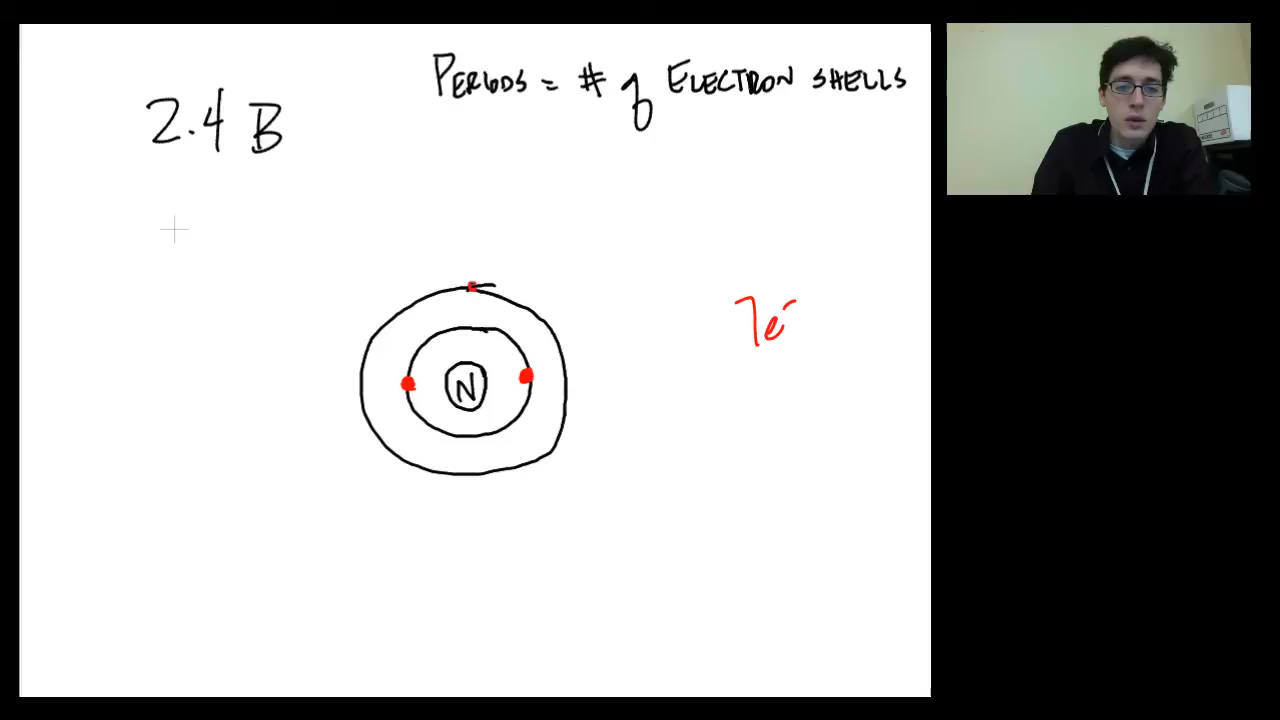 PERIODS = # of ELECTRON SHELLS
2.4 B
7e⁻
N